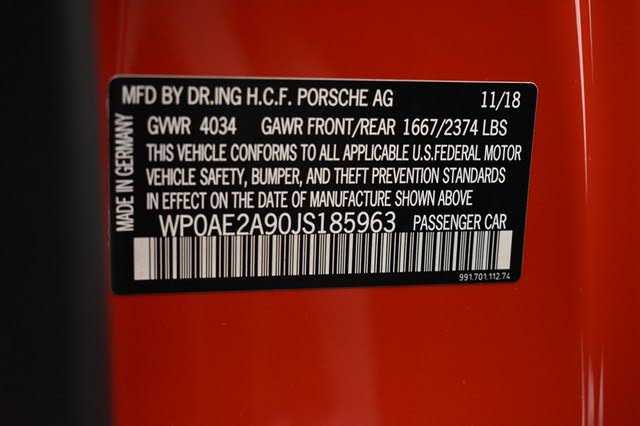 MFD BY DR.ING H.C.F. PORSCHE AG 11/18
GVWR 4034 GAWR FRONT/REAR 1667/2374 LBS
THIS VEHICLE CONFORMS TO ALL APPLICABLE U.S.FEDERAL MOTOR
VEHICLE SAFETY, BUMPER, AND THEFT PREVENTION STANDARDS
IN EFFECT ON THE DATE OF MANUFACTURE SHOWN ABOVE
WP0AE2A90JS185963 PASSENGER CAR
991.701.112.74
MADE IN GERMANY